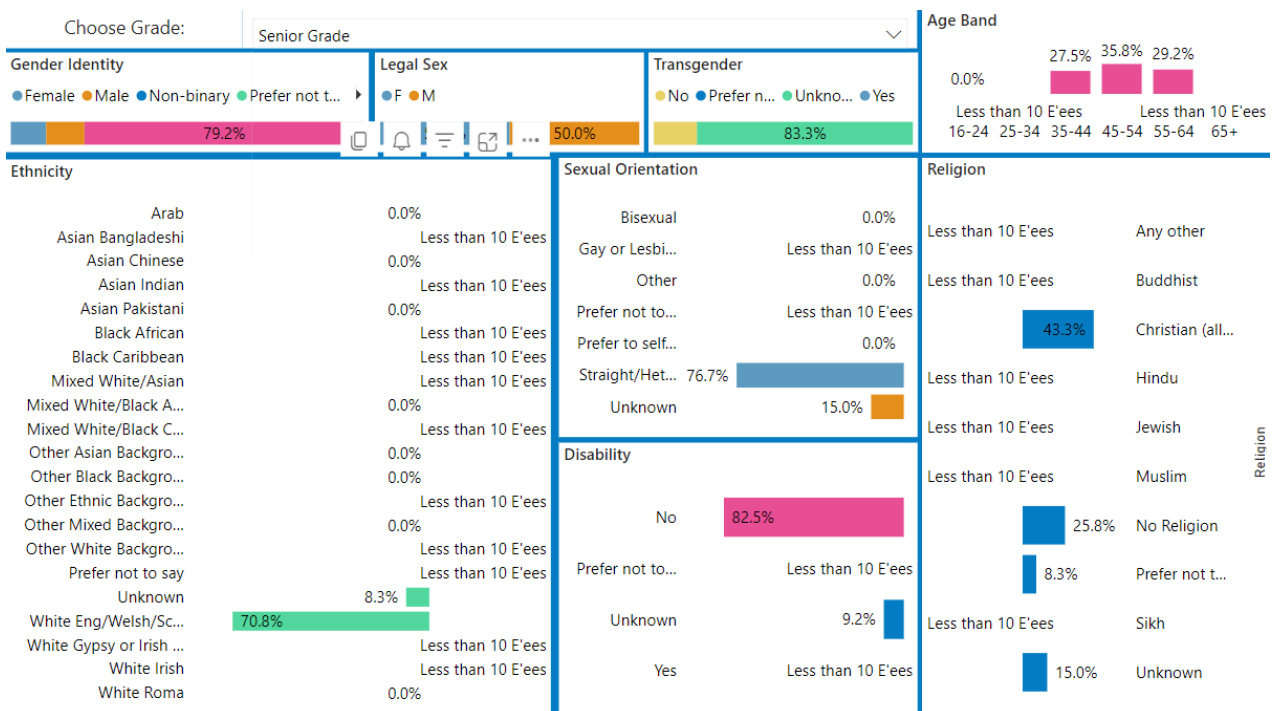 Choose Grade:
Senior Grade
Gender Identity
Female Male Non-binary Prefer not t...
79.2%
Legal Sex
F M
50.0%
Transgender
No Prefer n... Unkno... Yes
83.3%
Age Band
0.0% 27.5% 35.8% 29.2%
Less than 10 E'ees Less than 10 E'ees
16-24 25-34 35-44 45-54 55-64 65+
Ethnicity
Arab 0.0%
Asian Bangladeshi Less than 10 E'ees
Asian Chinese 0.0%
Asian Indian Less than 10 E'ees
Asian Pakistani 0.0%
Black African Less than 10 E'ees
Black Caribbean Less than 10 E'ees
Mixed White/Asian Less than 10 E'ees
Mixed White/Black A... 0.0%
Mixed White/Black C... Less than 10 E'ees
Other Asian Backgro... 0.0%
Other Black Backgro... 0.0%
Other Ethnic Backgro... Less than 10 E'ees
Other Mixed Backgro... 0.0%
Other White Backgro... Less than 10 E'ees
Prefer not to say Less than 10 E'ees
Unknown 8.3%
White Eng/Welsh/Sc... 70.8%
White Gypsy or Irish ... Less than 10 E'ees
White Irish Less than 10 E'ees
White Roma 0.0%
Sexual Orientation
Bisexual 0.0%
Gay or Lesbi... Less than 10 E'ees
Other 0.0%
Prefer not to... Less than 10 E'ees
Prefer to self... 0.0%
Straight/Het... 76.7%
Unknown 15.0%
Disability
No 82.5%
Prefer not to... Less than 10 E'ees
Unknown 9.2%
Yes Less than 10 E'ees
Religion
Less than 10 E'ees Any other
Less than 10 E'ees Buddhist
43.3% Christian (all...
Less than 10 E'ees Hindu
Less than 10 E'ees Jewish
Less than 10 E'ees Muslim
25.8% No Religion
8.3% Prefer not t...
Less than 10 E'ees Sikh
15.0% Unknown
Religion